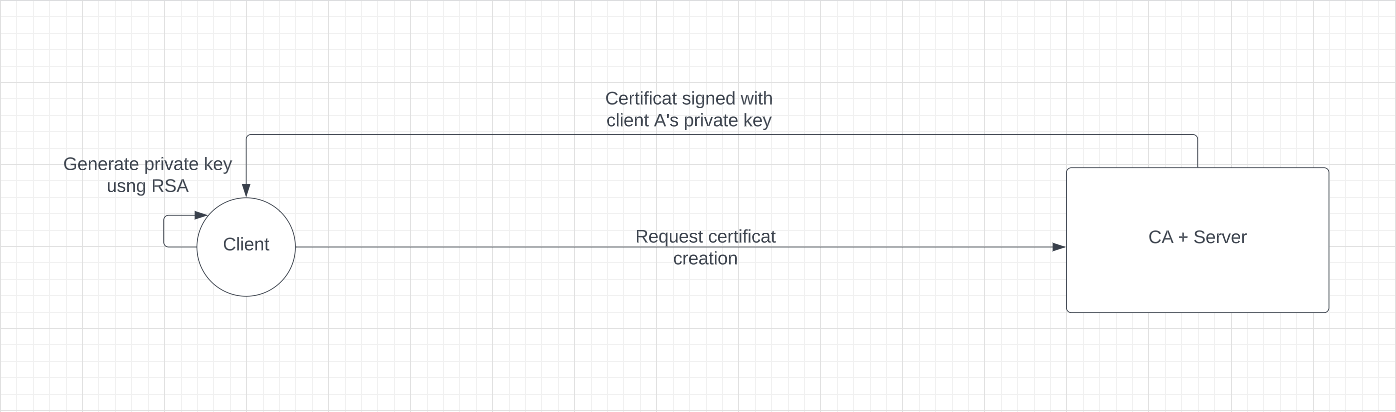 Certificat signed with
client A's private key
Generate private key
usng RSA
Client
Request certificat
creation
CA + Server